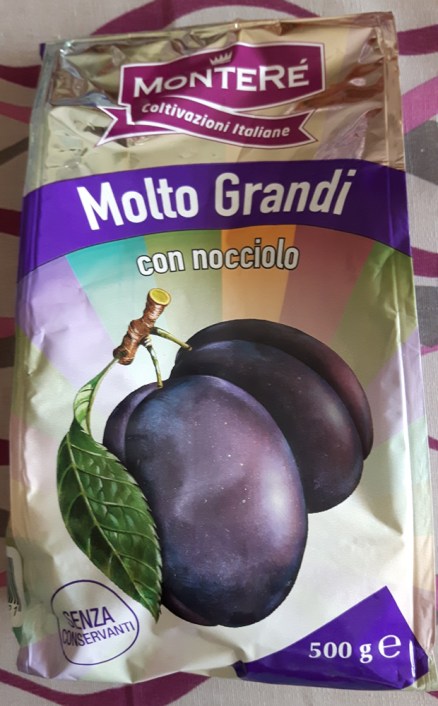 MONTERÉ
Coltivazioni Italiane
Molto Grandi
con nocciolo
SENZA
CONSERVANTI
500 g e